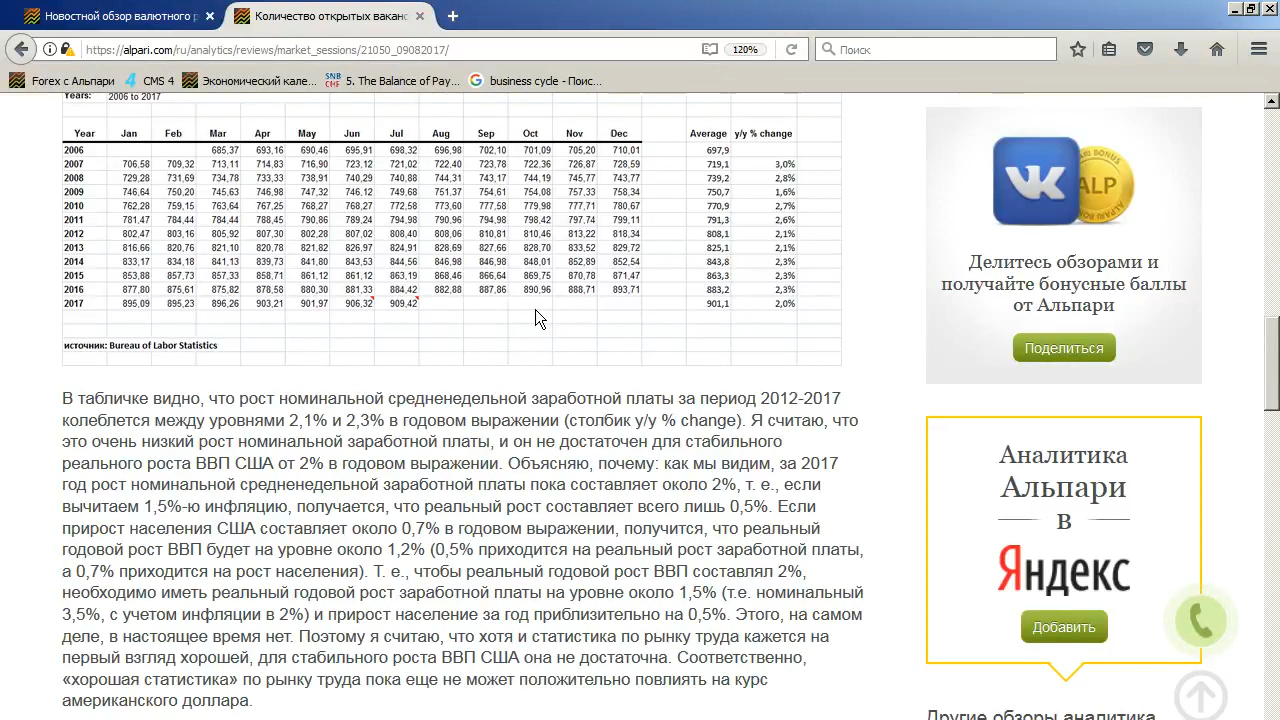 Новостной обзор валютного р
Количество открытых вакано
https://alpari.com/ru/analytics/reviews/market_sessions/21050_09082017/
120%
Поиск
Forex с Альпари
CMS 4
Экономический кале...
SNB
5. The Balance of Pay...
business cycle - Поис...
Years: 2006 to 2017
Year Jan Feb Mar Apr May Jun Jul Aug Sep Oct Nov Dec Average y/y % change
2006 685,37 693,16 690,46 695,91 698,32 696,98 702,10 701,09 705,20 710,01 697,9
2007 706,58 709,32 713,11 714,83 716,90 723,12 721,02 722,40 723,78 722,36 726,87 728,59 719,1 3,0%
2008 729,28 731,69 734,78 733,33 738,91 740,29 740,88 744,31 743,17 744,19 745,77 743,77 739,2 2,8%
2009 746,64 750,20 745,63 746,98 747,32 746,12 749,68 751,37 754,61 754,08 757,33 758,34 750,7 1,6%
2010 762,28 759,15 763,64 767,25 768,27 768,27 772,58 773,60 777,58 779,98 777,71 780,67 770,9 2,7%
2011 781,47 784,44 784,44 788,45 790,86 789,24 794,98 790,96 794,98 798,42 797,74 799,11 791,3 2,6%
2012 802,47 803,16 805,92 807,30 802,28 807,02 808,40 808,06 810,81 810,46 813,22 818,34 808,1 2,1%
2013 816,66 820,76 821,10 820,78 821,82 826,97 824,91 828,69 827,66 828,70 833,52 829,72 825,1 2,1%
2014 833,17 834,18 841,13 839,73 841,80 843,53 844,56 846,98 846,98 848,01 852,89 852,54 843,8 2,3%
2015 853,88 857,73 857,33 858,71 861,12 861,12 863,19 868,46 866,64 869,75 870,78 871,47 863,3 2,3%
2016 877,80 875,61 875,82 878,58 880,30 881,33 884,42 882,88 887,86 890,96 888,71 893,71 883,2 2,3%
2017 895,09 895,23 896,26 903,21 901,97 906,32 909,42 901,1 2,0%
источник: Bureau of Labor Statistics
В табличке видно, что рост номинальной средненедельной заработной платы за период 2012-2017
колеблется между уровнями 2,1% и 2,3% в годовом выражении (столбик y/y % change). Я считаю, что
это очень низкий рост номинальной заработной платы, и он не достаточен для стабильного
реального роста ВВП США от 2% в годовом выражении. Объясняю, почему: как мы видим, за 2017
год рост номинальной средненедельной заработной платы пока составляет около 2%, т. е., если
вычитаем 1,5%-ю инфляцию, получается, что реальный рост составляет всего лишь 0,5%. Если
прирост населения США составляет около 0,7% в годовом выражении, получится, что реальный
годовой рост ВВП будет на уровне около 1,2% (0,5% приходится на реальный рост заработной платы,
а 0,7% приходится на рост населения). Т. е., чтобы реальный годовой рост ВВП составлял 2%,
необходимо иметь реальный годовой рост заработной платы на уровне около 1,5% (т.е. номинальный
3,5%, с учетом инфляции в 2%) и прирост население за год приблизительно на 0,5%. Этого, на самом
деле, в настоящее время нет. Поэтому я считаю, что хотя и статистика по рынку труда кажется на
первый взгляд хорошей, для стабильного роста ВВП США она не достаточна. Соответственно,
«хорошая статистика» по рынку труда пока еще не может положительно повлиять на курс
американского доллара.
ALP
Делитесь обзорами и
получайте бонусные баллы
от Альпари
Поделиться
Аналитика
Альпари
в
Яндекс
Добавить
Другие обзоры аналитика